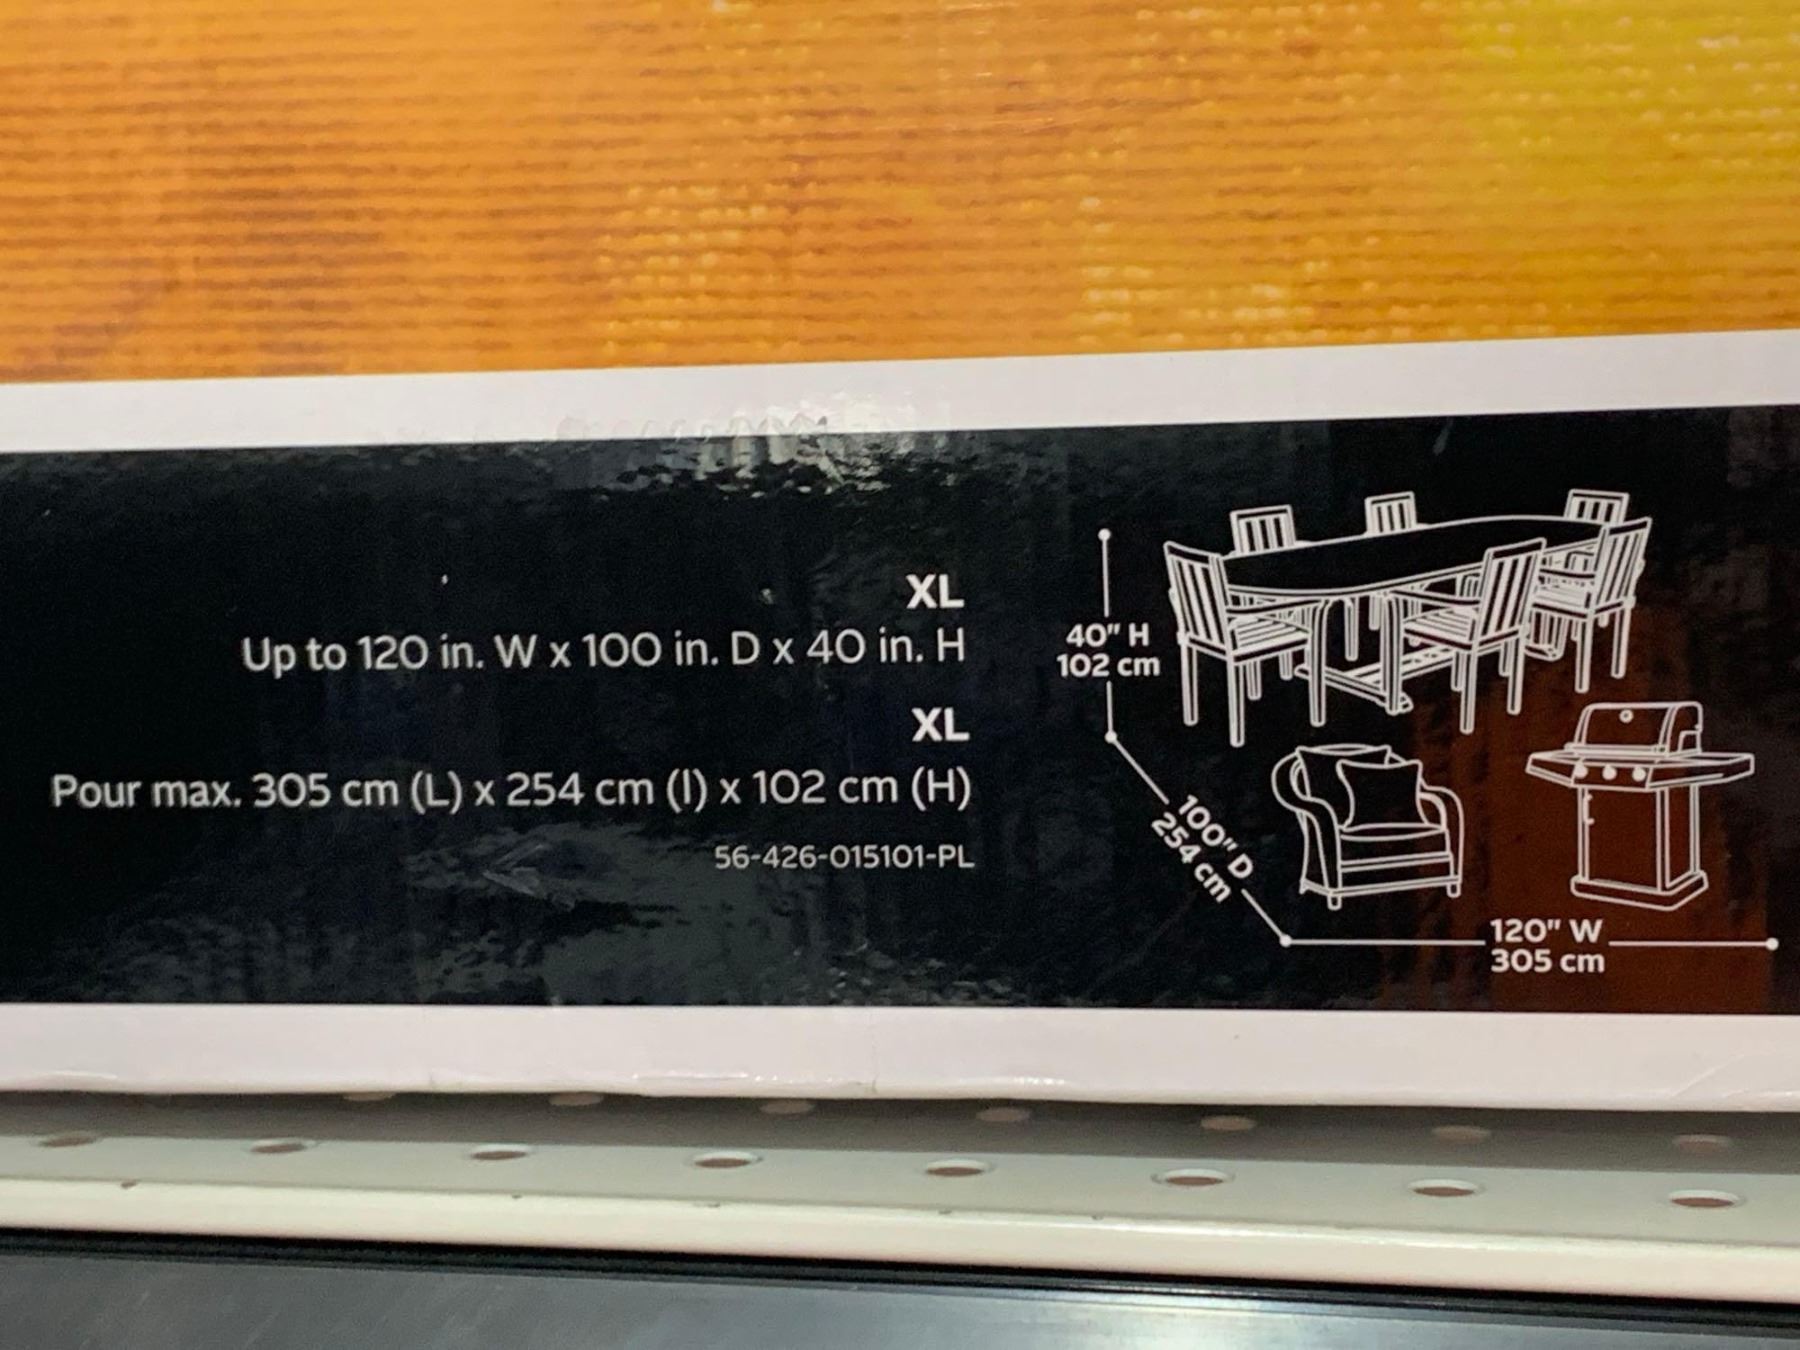 XL
Up to 120 in. W x 100 in. D x 40 in. H
XL
Pour max. 305 cm (L) x 254 cm (l) x 102 cm (H)
56-426-015101-PL
40" H
102 cm
100" D
254 cm
120" W
305 cm